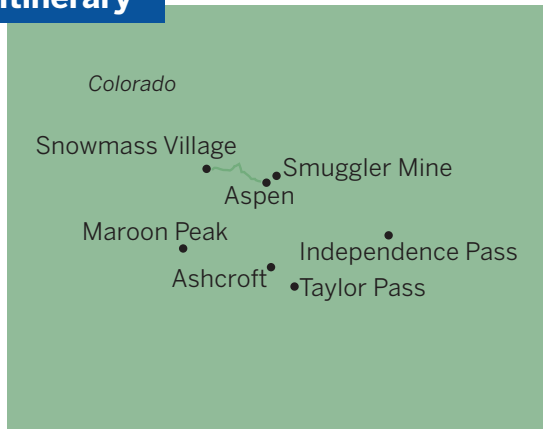 Itinerary
Colorado
Snowmass Village
Smuggler Mine
Aspen
Maroon Peak
Independence Pass
Ashcroft
Taylor Pass